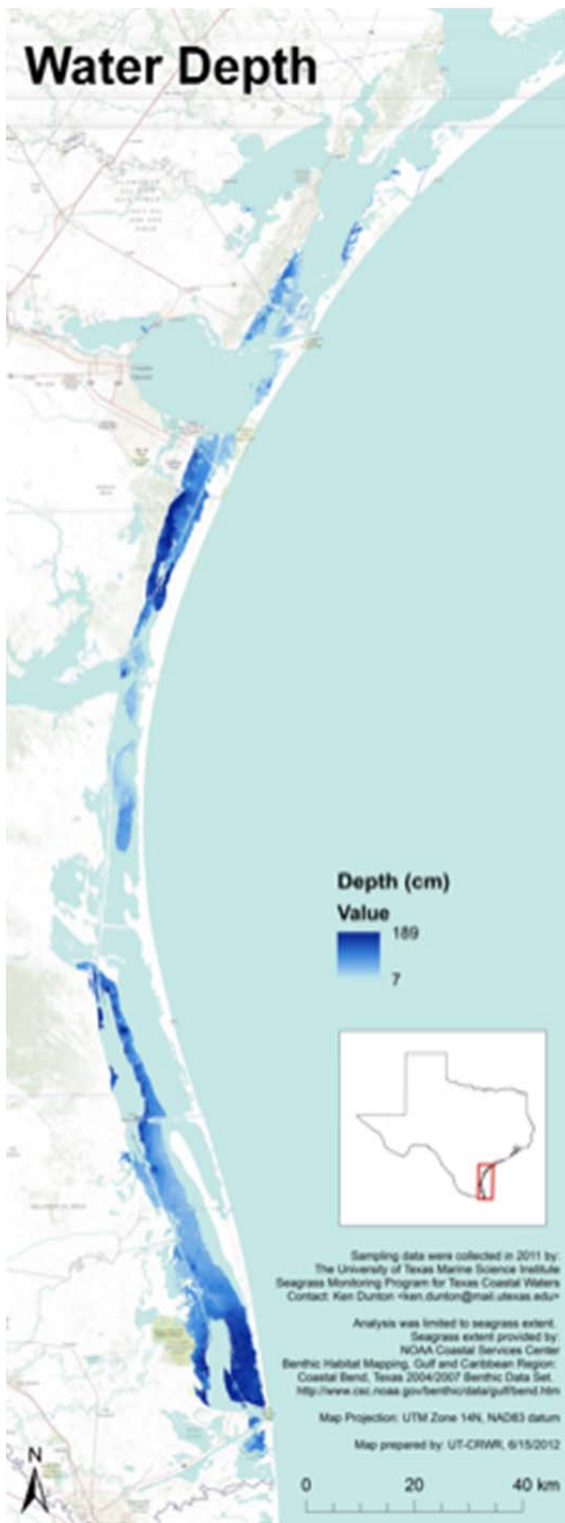 Water Depth
Depth (cm)
Value
189
7
Sampling data were collected in 2011 by:
The University of Texas Marine Science Institute
Seagrass Monitoring Program for Texas Coastal Waters
Contact: Ken Dunton <ken.dunton@mail.utexas.edu>
Analysis was limited to seagrass extent.
Seagrass extent provided by:
NOAA Coastal Services Center
Benthic Habitat Mapping, Gulf and Caribbean Region:
Coastal Bend, Texas 2004/2007 Benthic Data Set.
http://www.csc.noaa.gov/benthic/data/gulf/bend.htm
Map Projection: UTM Zone 14N, NAD83 datum
Map prepared by: UT-CRWR, 6/15/2012
N
0 20 40 km